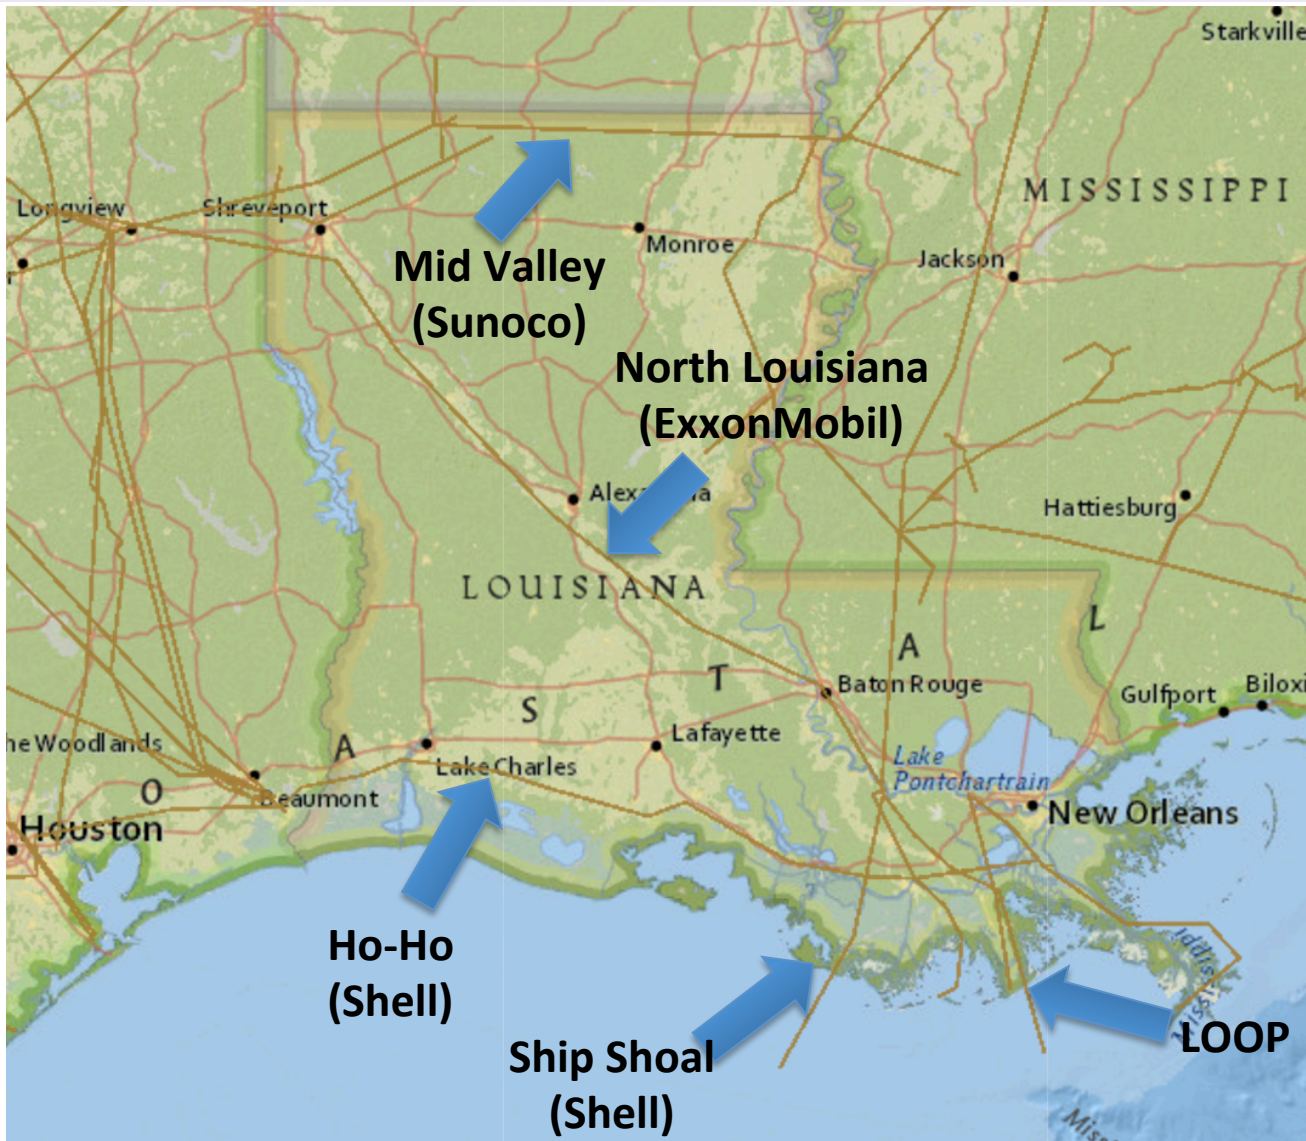 Starkville
MISSISSIPPI
Longview
Shreveport
Monroe
Jackson
Mid Valley
(Sunoco)
North Louisiana
(ExxonMobil)
Hattiesburg
LOUISIANA
L
A
T
S
A
O
Baton Rouge
Gulfport
Biloxi
he Woodlands
Lafayette
Lake Charles
Lake
Pontchartrain
Beaumont
New Orleans
Houston
Ho-Ho
(Shell)
Ship Shoal
(Shell)
LOOP